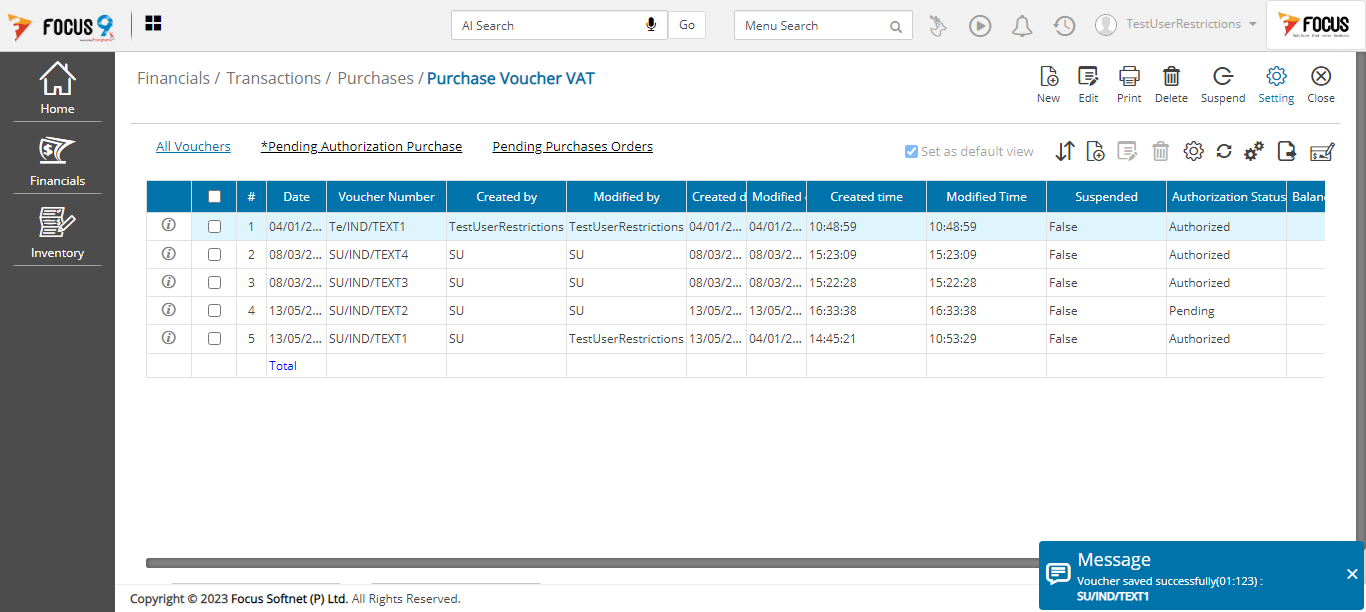 FOCUS 9
AI Search
Go
Menu Search
TestUserRestrictions
FOCUS
Home
Financials
Inventory
Financials / Transactions / Purchases / Purchase Voucher VAT
New Edit Print Delete Suspend Setting Close
All Vouchers *Pending Authorization Purchase Pending Purchases Orders
Set as default view
# Date Voucher Number Created by Modified by Created d Modified Created time Modified Time Suspended Authorization Status Balan
1 04/01/2... Te/IND/TEXT1 TestUserRestrictions TestUserRestrictions 04/01/2... 04/01/2... 10:48:59 10:48:59 False Authorized
2 08/03/2... SU/IND/TEXT4 SU SU 08/03/2... 08/03/2... 15:23:09 15:23:09 False Authorized
3 08/03/2... SU/IND/TEXT3 SU SU 08/03/2... 08/03/2... 15:22:28 15:22:28 False Authorized
4 13/05/2... SU/IND/TEXT2 SU SU 13/05/2... 13/05/2... 16:33:38 16:33:38 False Pending
5 13/05/2... SU/IND/TEXT1 SU TestUserRestrictions 13/05/2... 04/01/2... 14:45:21 10:53:29 False Authorized
Total
Message
Voucher saved successfully(01:123) :
SU/IND/TEXT1
Copyright © 2023 Focus Softnet (P) Ltd. All Rights Reserved.